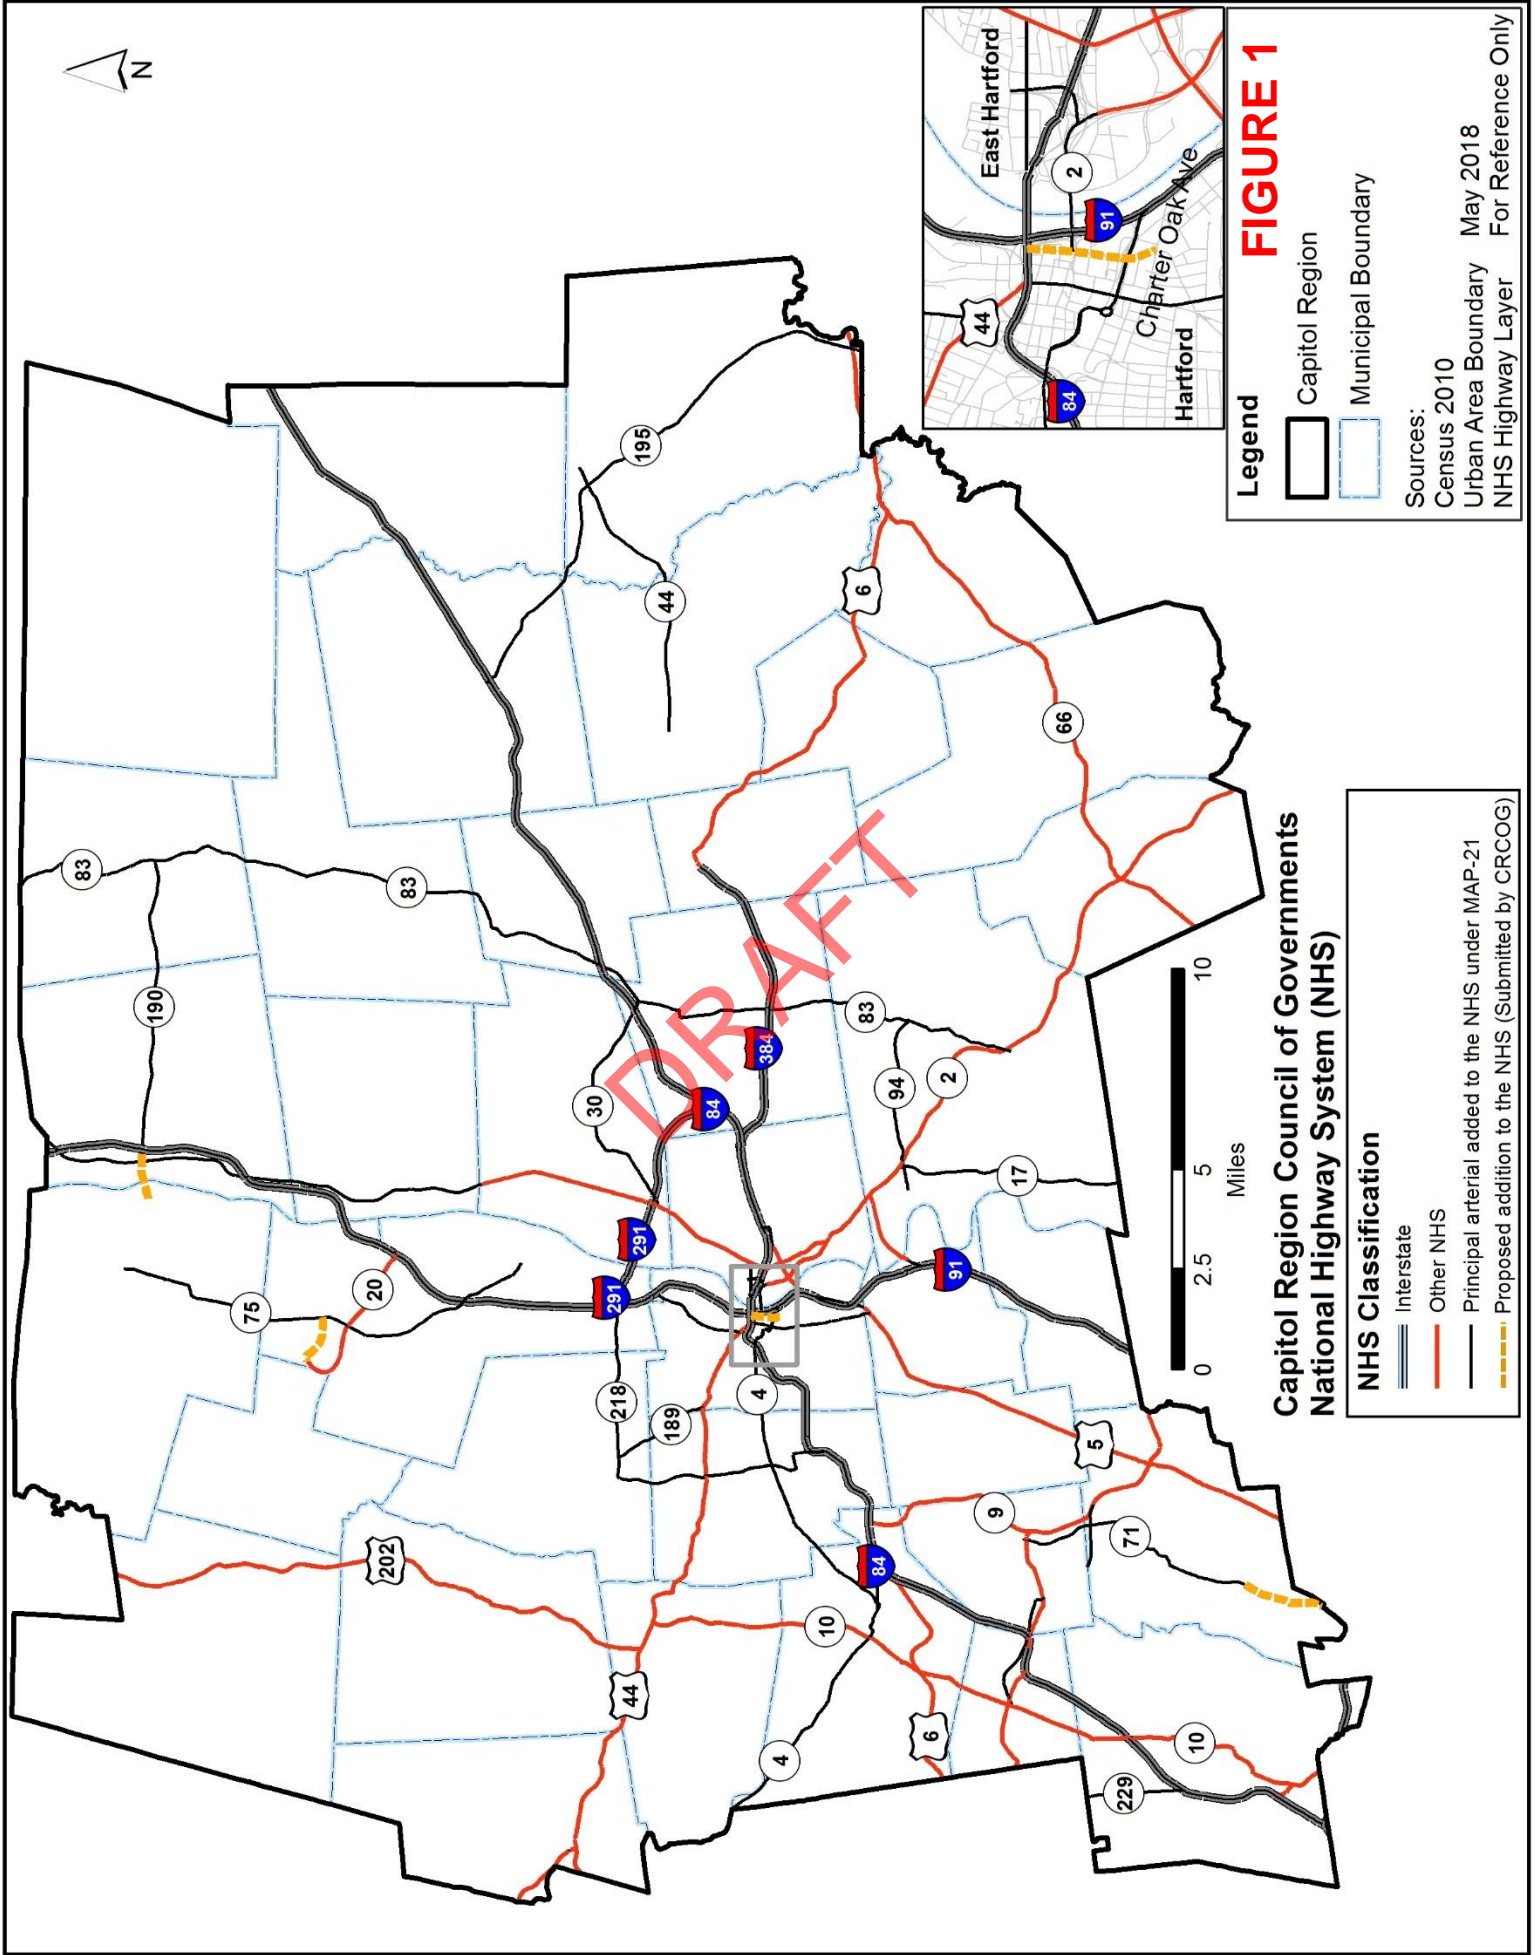 N
83
190
75
20
202
83
30
291
218
44
291
195
44
189
84
4
384
DRAFT
4
10
6
83
84
94
6
2
91
9
17
66
5
229
71
10
East Hartford
44
2
84
91
Charter Oak Ave
Hartford
0 2.5 5 10
Miles
Capitol Region Council of Governments
National Highway System (NHS)
NHS Classification
Interstate
Other NHS
Principal arterial added to the NHS under MAP-21
Proposed addition to the NHS (Submitted by CRCOG)
FIGURE 1
Legend
Capitol Region
Municipal Boundary
Sources:
Census 2010
Urban Area Boundary May 2018
NHS Highway Layer For Reference Only